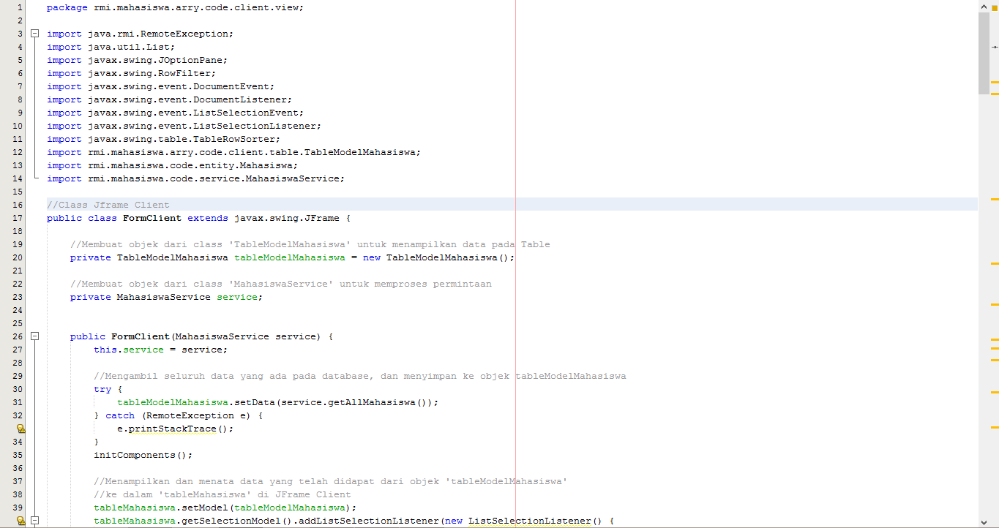 1 package rmi.mahasiswa.arry.code.client.view;
2
3 import java.rmi.RemoteException;
4 import java.util.List;
5 import javax.swing.JOptionPane;
6 import javax.swing.RowFilter;
7 import javax.swing.event.DocumentEvent;
8 import javax.swing.event.DocumentListener;
9 import javax.swing.event.ListSelectionEvent;
10 import javax.swing.event.ListSelectionListener;
11 import javax.swing.table.TableRowSorter;
12 import rmi.mahasiswa.arry.code.client.table.TableModelMahasiswa;
13 import rmi.mahasiswa.code.entity.Mahasiswa;
14 import rmi.mahasiswa.code.service.MahasiswaService;
15
16 //Class Jframe Client
17 public class FormClient extends javax.swing.JFrame {
18
19     //Membuat objek dari class 'TableModelMahasiswa' untuk menampilkan data pada Table
20     private TableModelMahasiswa tableModelMahasiswa = new TableModelMahasiswa();
21
22     //Membuat objek dari class 'MahasiswaService' untuk memproses permintaan
23     private MahasiswaService service;
24
25
26     public FormClient(MahasiswaService service) {
27         this.service = service;
28
29         //Mengambil seluruh data yang ada pada database, dan menyimpan ke objek tableModelMahasiswa
30         try {
31             tableModelMahasiswa.setData(service.getAllMahasiswa());
32         } catch (RemoteException e) {
            e.printStackTrace();
34         }
35         initComponents();
36
37         //Menampilkan dan menata data yang telah didapat dari objek 'tableModelMahasiswa'
38         //ke dalam 'tableMahasiswa' di JFrame Client
39         tableMahasiswa.setModel(tableModelMahasiswa);
        tableMahasiswa.getSelectionModel().addListSelectionListener(new ListSelectionListener() {